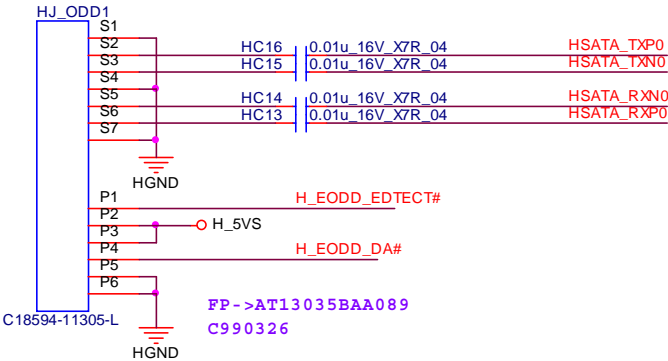 HJ_ODD1
S1
S2
HC16 0.01u_16V_X7R_04 HSATA_TXP0
S3
HC15 0.01u_16V_X7R_04 HSATA_TXN0
S4
S5
HC14 0.01u_16V_X7R_04 HSATA_RXN0
S6
HC13 0.01u_16V_X7R_04 HSATA_RXP0
S7
HGND
P1
H_EODD_EDTECT#
P2
H_5VS
P3
P4
H_EODD_DA#
P5
P6
FP->AT13035BAA089
C18594-11305-L
C990326
HGND